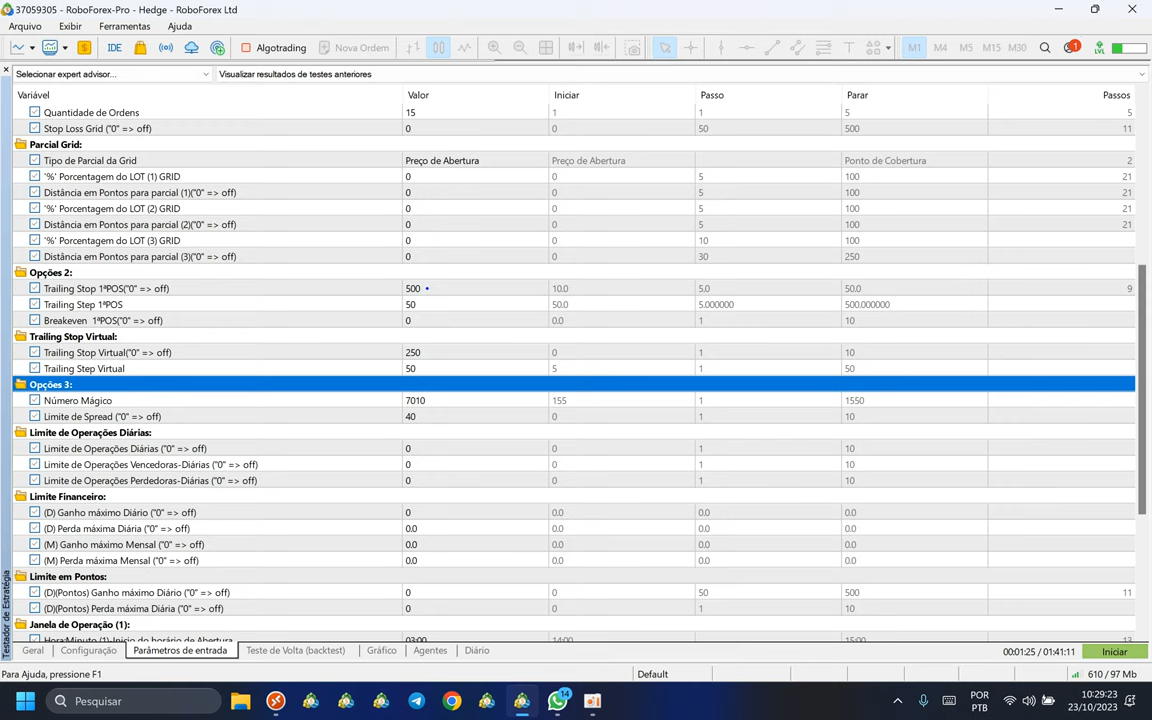 37059305 - RoboForex-Pro - Hedge - RoboForex Ltd
Arquivo Exibir Ferramentas Ajuda
IDE Algotrading Nova Ordem M1 M4 M5 M15 M30 1 LVL
Selecionar expert advisor... Visualizar resultados de testes anteriores
Variável Valor Iniciar Passo Parar Passos
Quantidade de Ordens 15 1 1 5 5
Stop Loss Grid ("0" => off) 0 0 50 500 11
Parcial Grid:
Tipo de Parcial da Grid Preço de Abertura Preço de Abertura Ponto de Cobertura 2
'%' Porcentagem do LOT (1) GRID 0 0 5 100 21
Distância em Pontos para parcial (1)("0" => off) 0 0 5 100 21
'%' Porcentagem do LOT (2) GRID 0 0 5 100 21
Distância em Pontos para parcial (2)("0" => off) 0 0 5 100 21
'%' Porcentagem do LOT (3) GRID 0 0 10 100
Distância em Pontos para parcial (3)("0" => off) 0 0 30 250
Opções 2:
Trailing Stop 1ªPOS("0" => off) 500 10.0 5.0 50.0 9
Trailing Step 1ªPOS 50 50.0 5.000000 500.000000
Breakeven 1ªPOS("0" => off) 0 0.0 1 10
Trailing Stop Virtual:
Trailing Stop Virtual("0" => off) 250 0 1 10
Trailing Step Virtual 50 5 1 50
Opções 3:
Número Mágico 7010 155 1 1550
Limite de Spread ("0" => off) 40 0 1 10
Limite de Operações Diárias:
Limite de Operações Diárias ("0" => off) 0 0 1 10
Limite de Operações Vencedoras-Diárias ("0" => off) 0 0 1 10
Limite de Operações Perdedoras-Diárias ("0" => off) 0 0 1 10
Limite Financeiro:
(D) Ganho máximo Diário ("0" => off) 0 0.0 0.0 0.0
(D) Perda máxima Diária ("0" => off) 0.0 0.0 0.0 0.0
(M) Ganho máximo Mensal ("0" => off) 0.0 0.0 0.0 0.0
(M) Perda máxima Mensal ("0" => off) 0.0 0.0 0.0 0.0
Limite em Pontos:
(D)(Pontos) Ganho máximo Diário ("0" => off) 0 0 50 500 11
(D)(Pontos) Perda máxima Diária ("0" => off) 0 0 1 10
Janela de Operação (1):
Hora:Minuto (1)-Inicio do horário de Abertura 03:00 14:00 15:00 13
Testador de Estratégia
Geral Configuração Parâmetros de entrada Teste de Volta (backtest) Gráfico Agentes Diário 00:01:25 / 01:41:11 Iniciar
Para Ajuda, pressione F1 Default 610 / 97 Mb
Pesquisar 14 POR PTB 10:29:23 23/10/2023